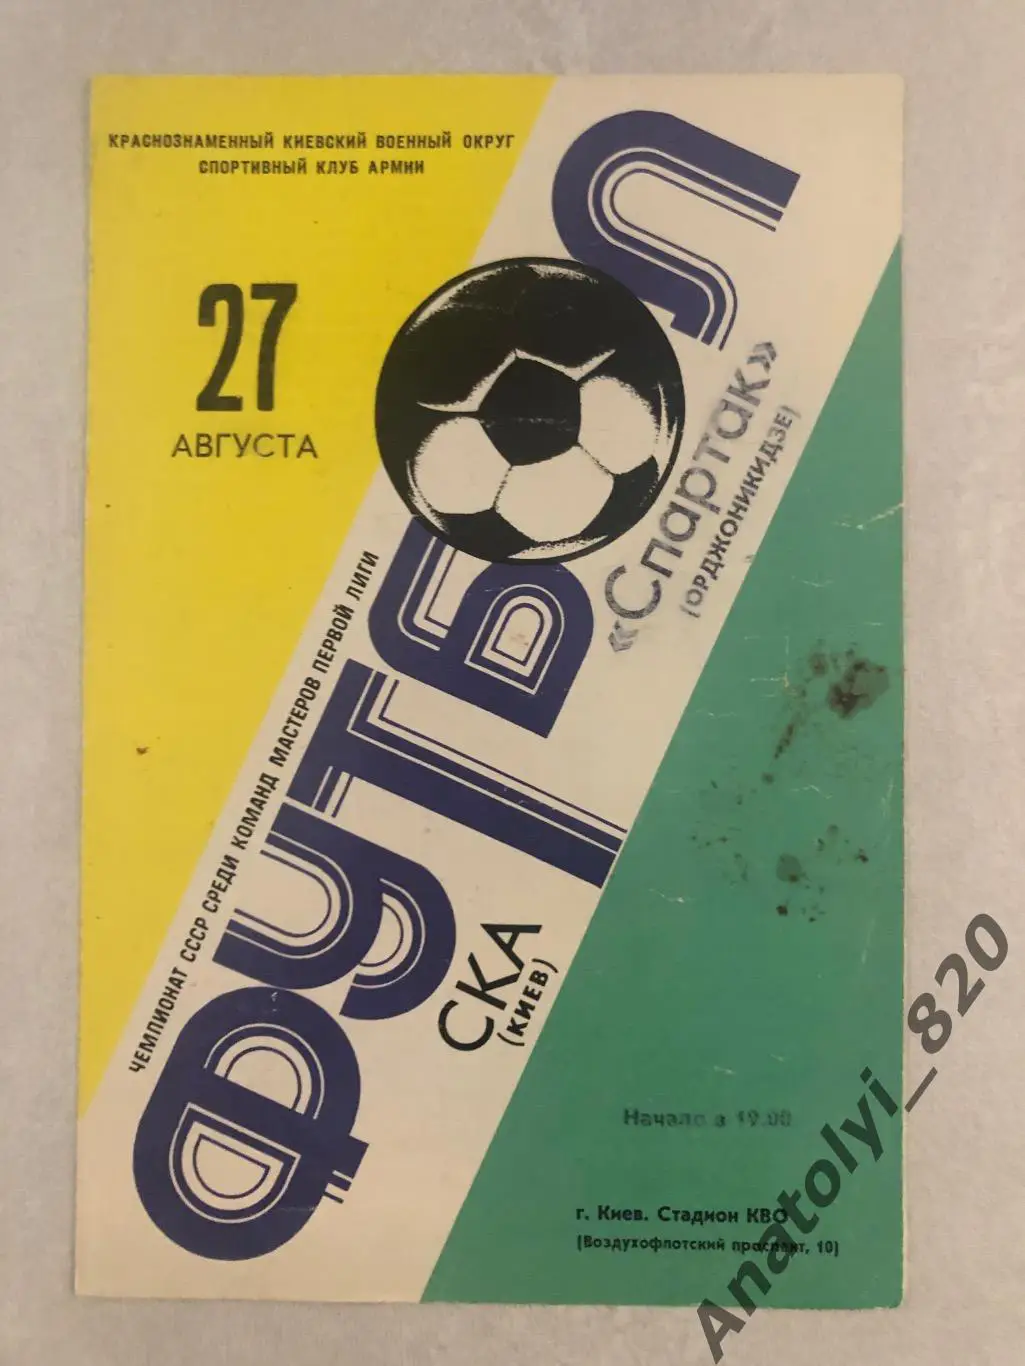 КРАСНОЗНАМЕННЫЙ КИЕВСКИЙ ВОЕННЫЙ ОКРУГ
СПОРТИВНЫЙ КЛУБ АРМИИ
27
АВГУСТА
ЧЕМПИОНАТ СССР СРЕДИ КОМАНД МАСТЕРОВ ПЕРВОЙ ЛИГИ
ФУТБОЛ
«Спартак»
(ОРДЖОНИКИДЗЕ)
СКА
(КИЕВ)
Начало в 19.00
г. Киев. Стадион КВО
(Воздухофлотский проспект, 10)
Anatolyi_820